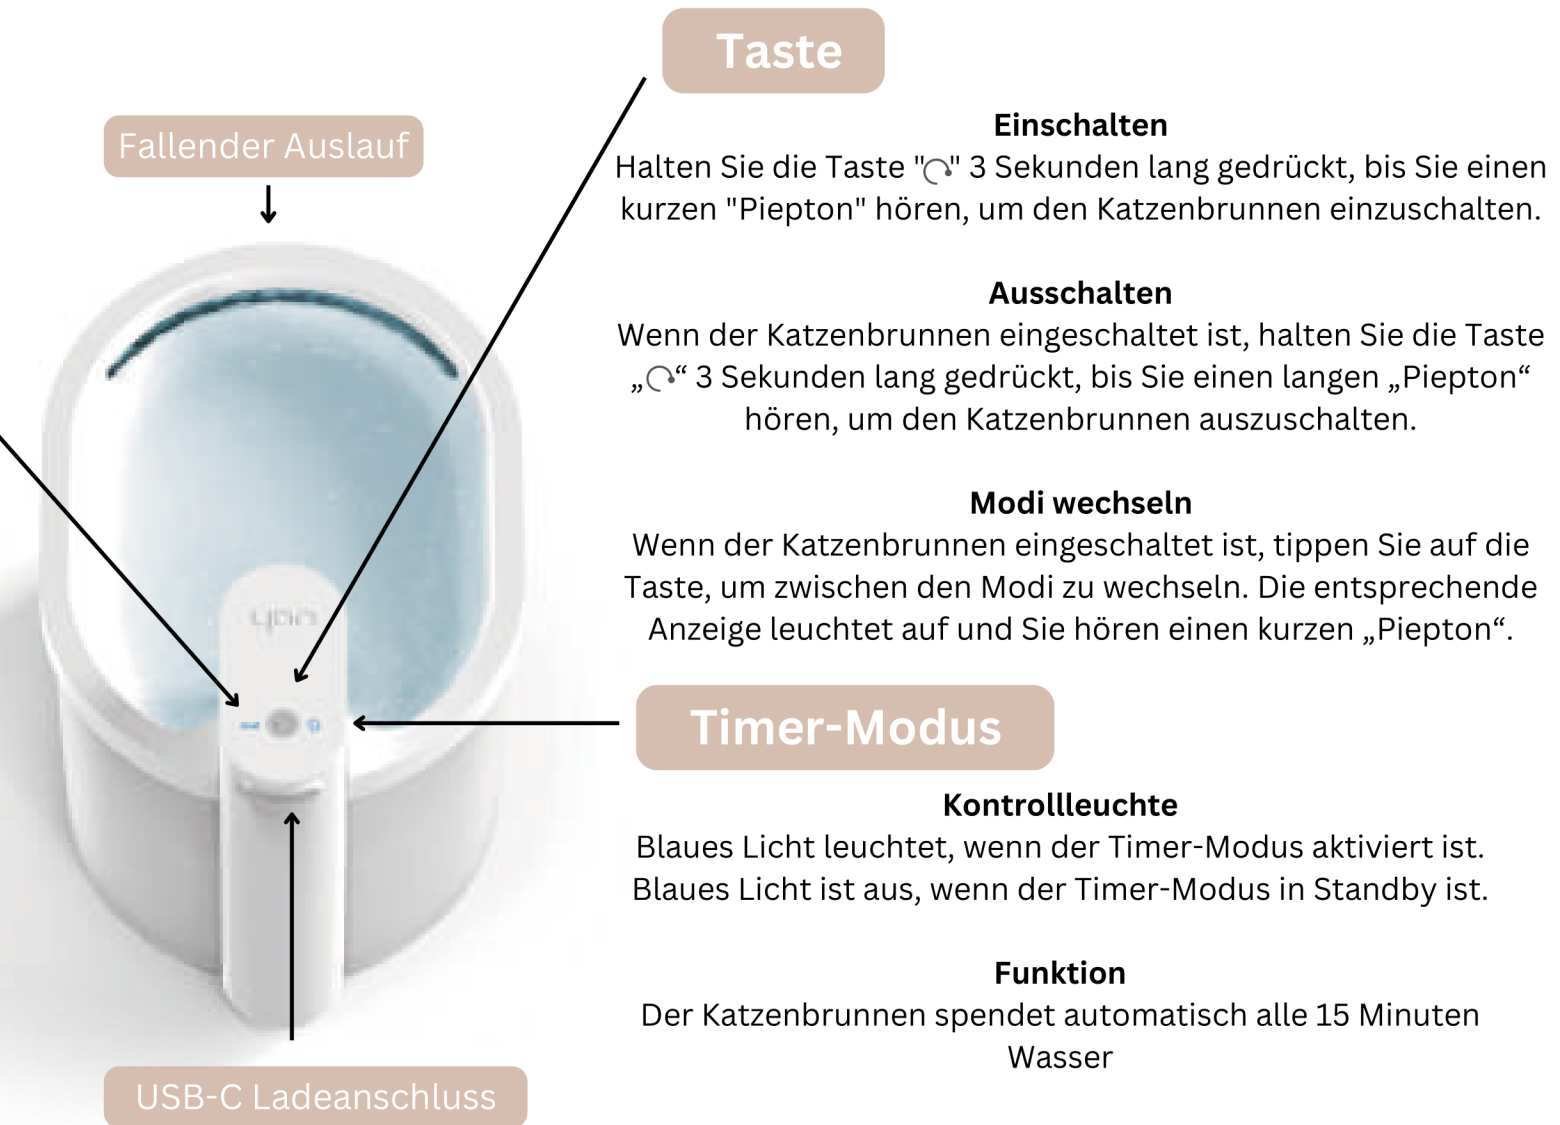 Taste
Fallender Auslauf
Einschalten
Halten Sie die Taste "" 3 Sekunden lang gedrückt, bis Sie einen
kurzen "Piepton" hören, um den Katzenbrunnen einzuschalten.
Ausschalten
Wenn der Katzenbrunnen eingeschaltet ist, halten Sie die Taste
„“ 3 Sekunden lang gedrückt, bis Sie einen langen „Piepton“
hören, um den Katzenbrunnen auszuschalten.
Modi wechseln
Wenn der Katzenbrunnen eingeschaltet ist, tippen Sie auf die
Taste, um zwischen den Modi zu wechseln. Die entsprechende
Anzeige leuchtet auf und Sie hören einen kurzen „Piepton“.
Timer-Modus
Kontrollleuchte
Blaues Licht leuchtet, wenn der Timer-Modus aktiviert ist.
Blaues Licht ist aus, wenn der Timer-Modus in Standby ist.
Funktion
Der Katzenbrunnen spendet automatisch alle 15 Minuten
Wasser
USB-C Ladeanschluss